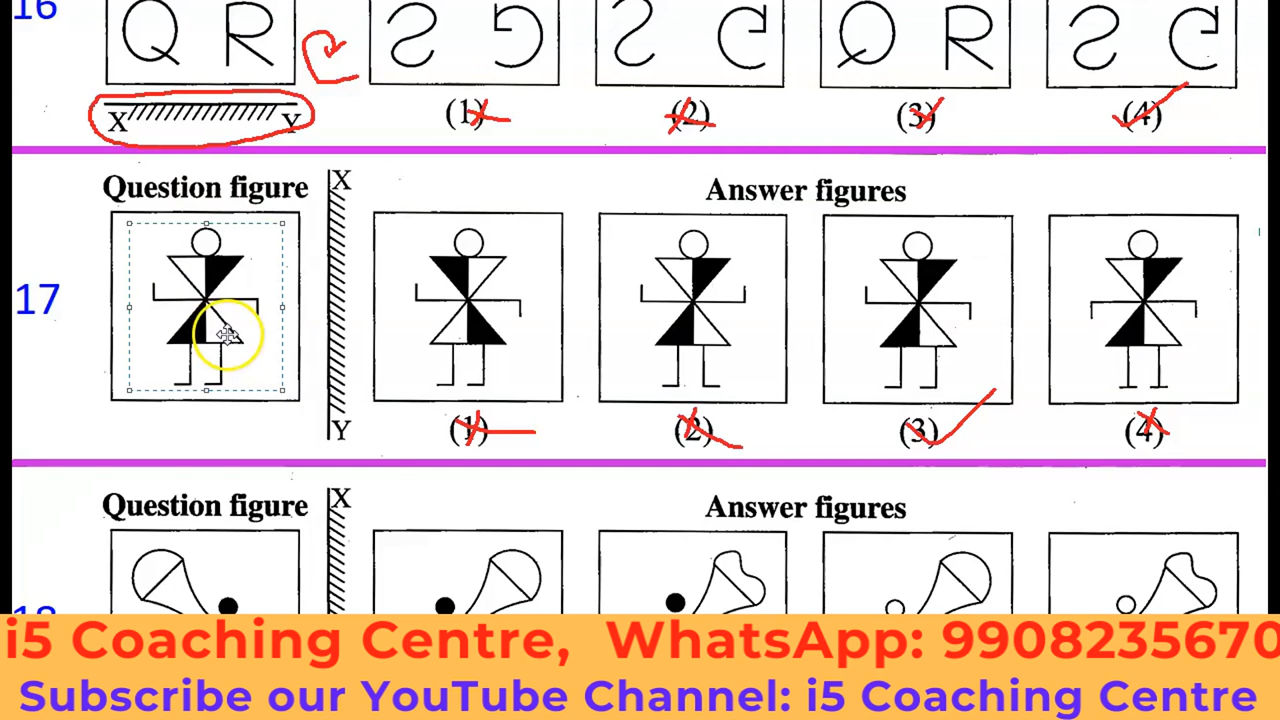 16
Q R
X Y
(1) (2) (3) (4)
Question figure X Answer figures
17
Y (1) (2) (3) (4)
Question figure X Answer figures
i5 Coaching Centre, WhatsApp: 9908235670
Subscribe our YouTube Channel: i5 Coaching Centre